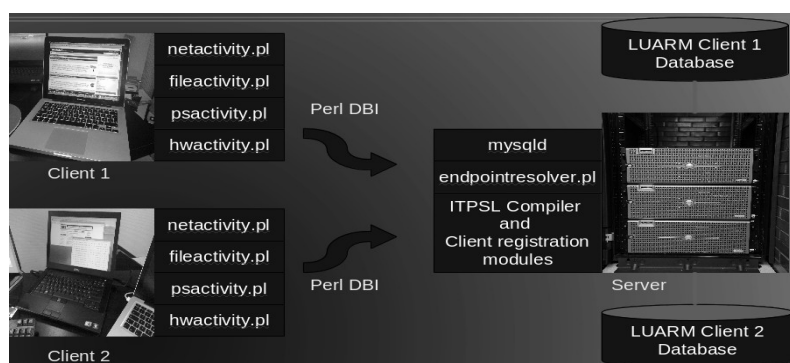 netactivity.pl
fileactivity.pl
psactivity.pl
hwactivity.pl
Client 1
Perl DBI
netactivity.pl
fileactivity.pl
psactivity.pl
hwactivity.pl
Client 2
Perl DBI
mysqld
endpointresolver.pl
ITPSL Compiler
and
Client registration
modules
LUARM Client 1
Database
Server
LUARM Client 2
Database